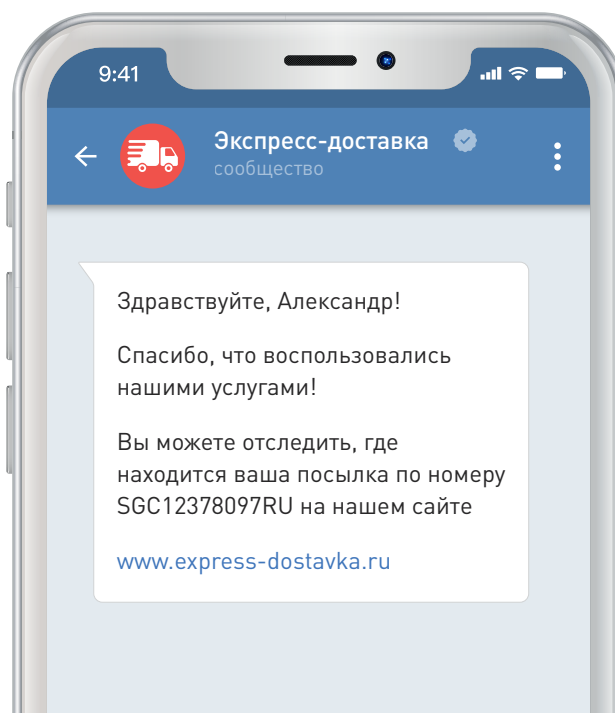 9:41
Экспресс-доставка
сообщество
Здравствуйте, Александр!
Спасибо, что воспользовались
нашими услугами!
Вы можете отследить, где
находится ваша посылка по номеру
SGC12378097RU на нашем сайте
www.express-dostavka.ru